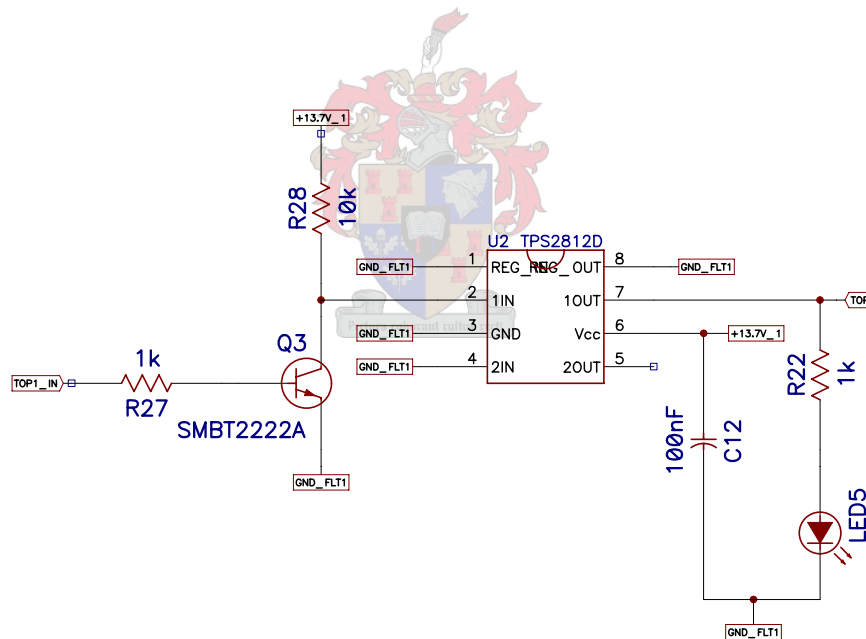 +13.7V_1
R28
10k
U2 TPS2812D
GND_FLT1
1
REG_
_OUT
8
GND_FLT1
2
1IN
1OUT
7
TOP
GND_FLT1
3
GND
Vcc
6
+13.7V_1
GND_FLT1
4
2IN
2OUT
5
Q3
1k
TOP1_IN
R27
SMBT2222A
GND_FLT1
R22
1k
100nF
C12
LED5
GND_FLT1